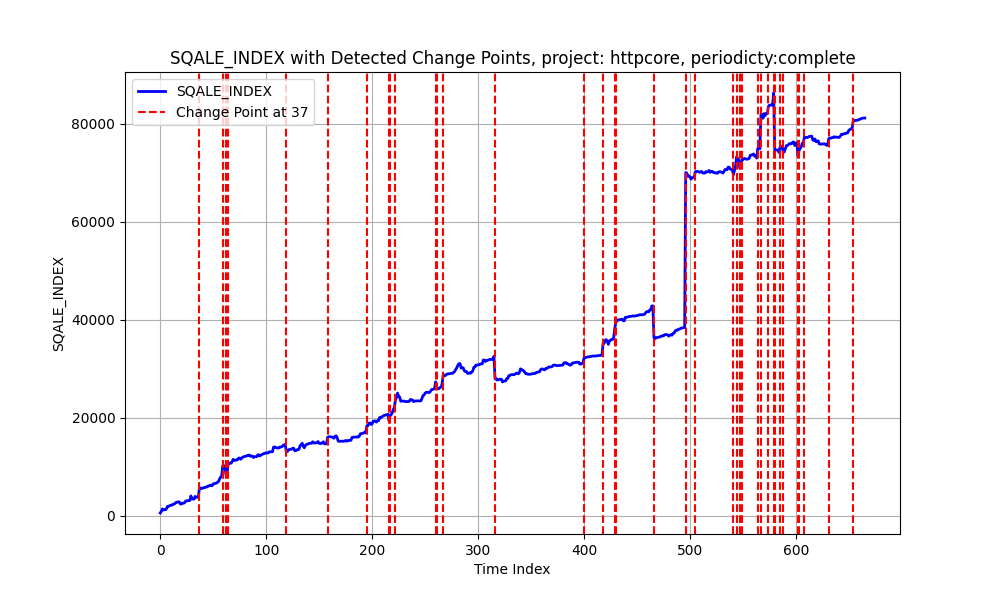 SQALE_INDEX with Detected Change Points, project: httpcore, periodicty:complete
SQALE_INDEX
Change Point at 37
80000
60000
40000
20000
0
SQALE_INDEX
0 100 200 300 400 500 600
Time Index